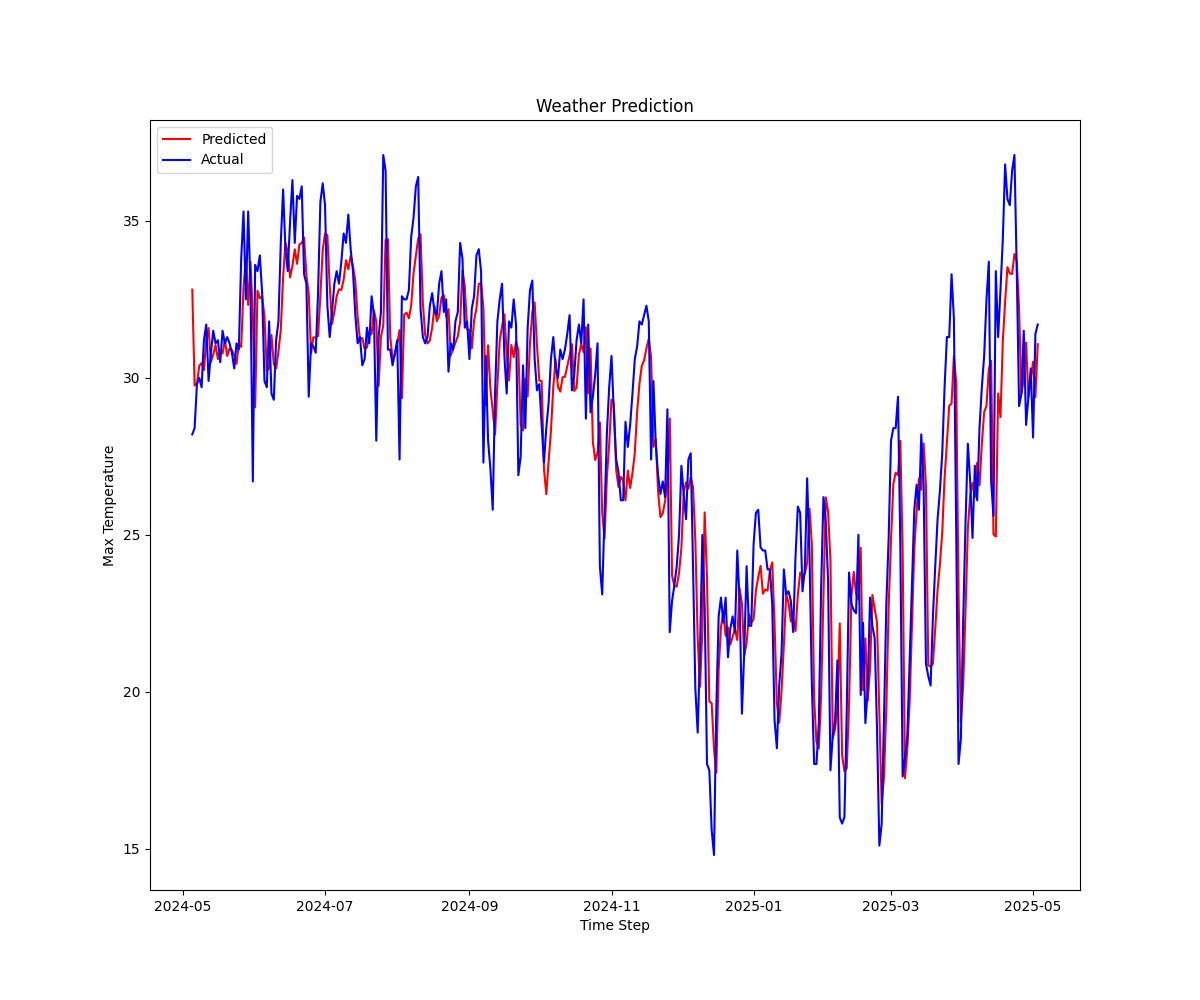 Weather Prediction
Predicted
Actual
Max Temperature
35
30
25
20
15
2024-05 2024-07 2024-09 2024-11 2025-01 2025-03 2025-05
Time Step